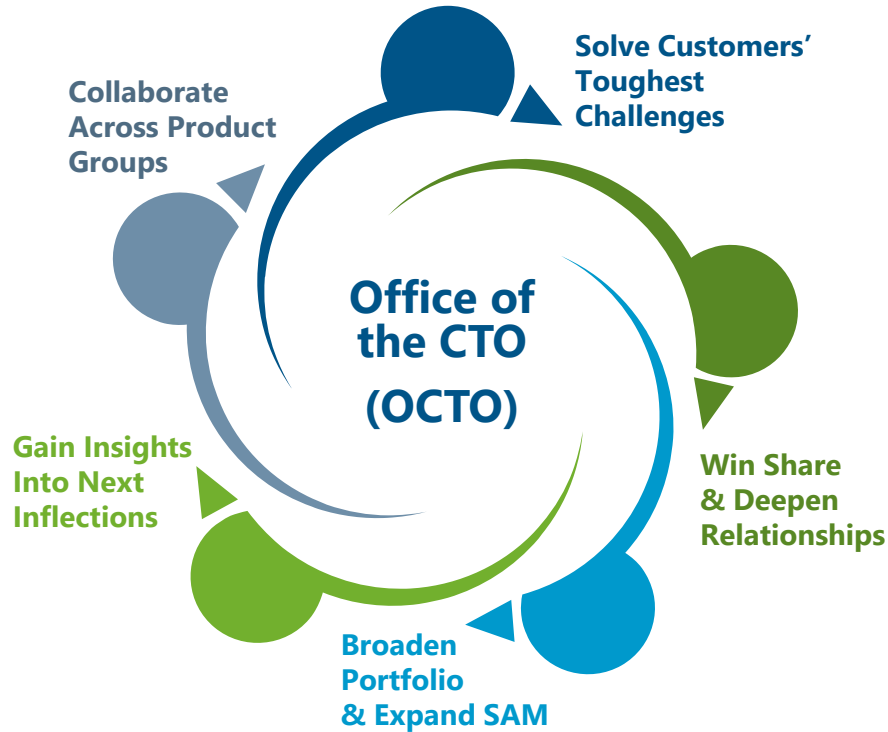 Solve Customers’
Toughest
Challenges
Collaborate
Across Product
Groups
Office of
the CTO
(OCTO)
Gain Insights
Into Next
Inflections
Win Share
& Deepen
Relationships
Broaden
Portfolio
& Expand SAM